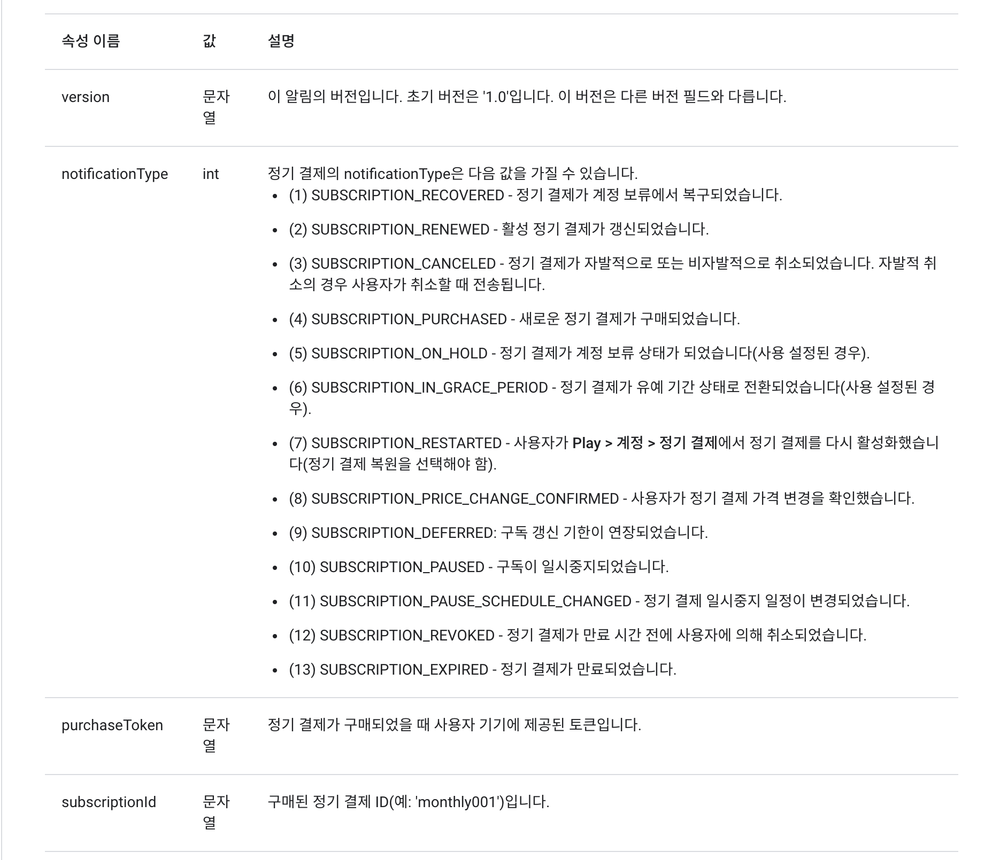 속성 이름 값 설명
version 문자열 이 알림의 버전입니다. 초기 버전은 '1.0'입니다. 이 버전은 다른 버전 필드와 다릅니다.
notificationType int 정기 결제의 notificationType은 다음 값을 가질 수 있습니다.
• (1) SUBSCRIPTION_RECOVERED - 정기 결제가 계정 보류에서 복구되었습니다.
• (2) SUBSCRIPTION_RENEWED - 활성 정기 결제가 갱신되었습니다.
• (3) SUBSCRIPTION_CANCELED - 정기 결제가 자발적으로 또는 비자발적으로 취소되었습니다. 자발적 취
소의 경우 사용자가 취소할 때 전송됩니다.
• (4) SUBSCRIPTION_PURCHASED - 새로운 정기 결제가 구매되었습니다.
• (5) SUBSCRIPTION_ON_HOLD - 정기 결제가 계정 보류 상태가 되었습니다(사용 설정된 경우).
• (6) SUBSCRIPTION_IN_GRACE_PERIOD - 정기 결제가 유예 기간 상태로 전환되었습니다(사용 설정된 경
우).
• (7) SUBSCRIPTION_RESTARTED - 사용자가 Play > 계정 > 정기 결제에서 정기 결제를 다시 활성화했습니
다(정기 결제 복원을 선택해야 함).
• (8) SUBSCRIPTION_PRICE_CHANGE_CONFIRMED - 사용자가 정기 결제 가격 변경을 확인했습니다.
• (9) SUBSCRIPTION_DEFERRED: 구독 갱신 기한이 연장되었습니다.
• (10) SUBSCRIPTION_PAUSED - 구독이 일시중지되었습니다.
• (11) SUBSCRIPTION_PAUSE_SCHEDULE_CHANGED - 정기 결제 일시중지 일정이 변경되었습니다.
• (12) SUBSCRIPTION_REVOKED - 정기 결제가 만료 시간 전에 사용자에 의해 취소되었습니다.
• (13) SUBSCRIPTION_EXPIRED - 정기 결제가 만료되었습니다.
purchaseToken 문자열 정기 결제가 구매되었을 때 사용자 기기에 제공된 토큰입니다.
subscriptionId 문자열 구매된 정기 결제 ID(예: 'monthly001')입니다.